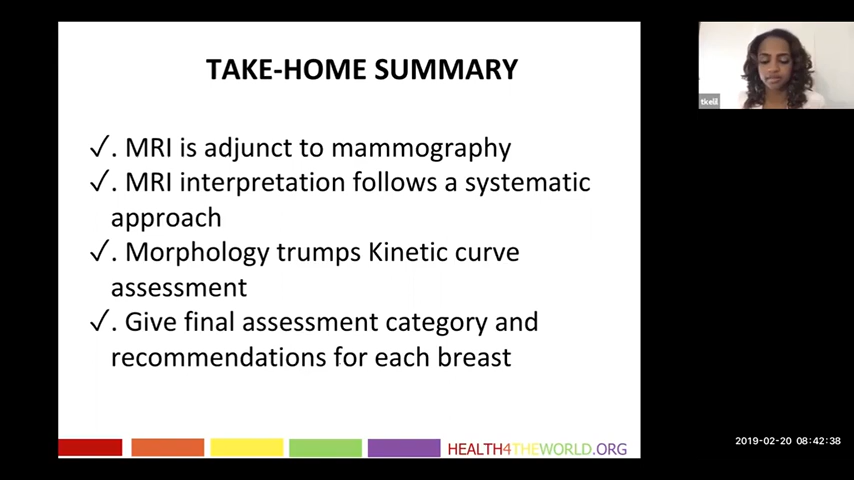 TAKE-HOME SUMMARY
✓. MRI is adjunct to mammography
✓. MRI interpretation follows a systematic
approach
✓. Morphology trumps Kinetic curve
assessment
✓. Give final assessment category and
recommendations for each breast
HEALTH4THEWORLD.ORG
tkeil
2019-02-20 08:42:38